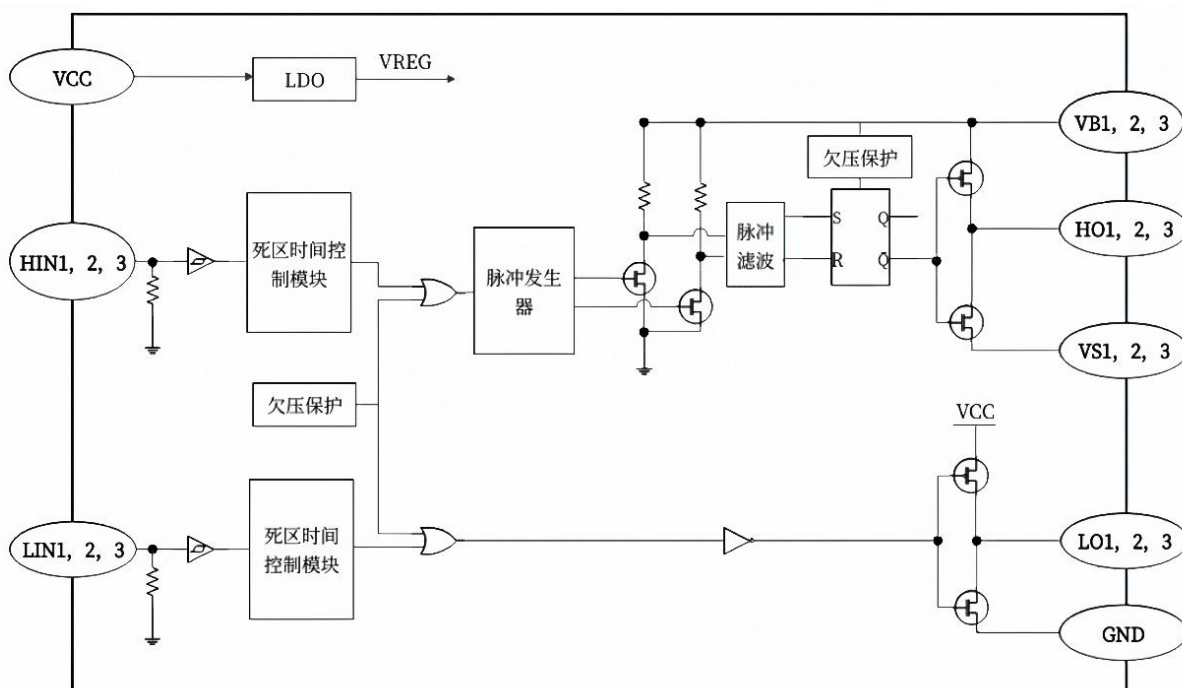 VCC
LDO
VREG
VB1, 2, 3
欠压保护
HIN1, 2, 3
死区时间控
制模块
脉冲发生
器
脉冲
滤波
S
Q
R
Q
HO1, 2, 3
VS1, 2, 3
欠压保护
VCC
LIN1, 2, 3
死区时间
控制模块
LO1, 2, 3
GND